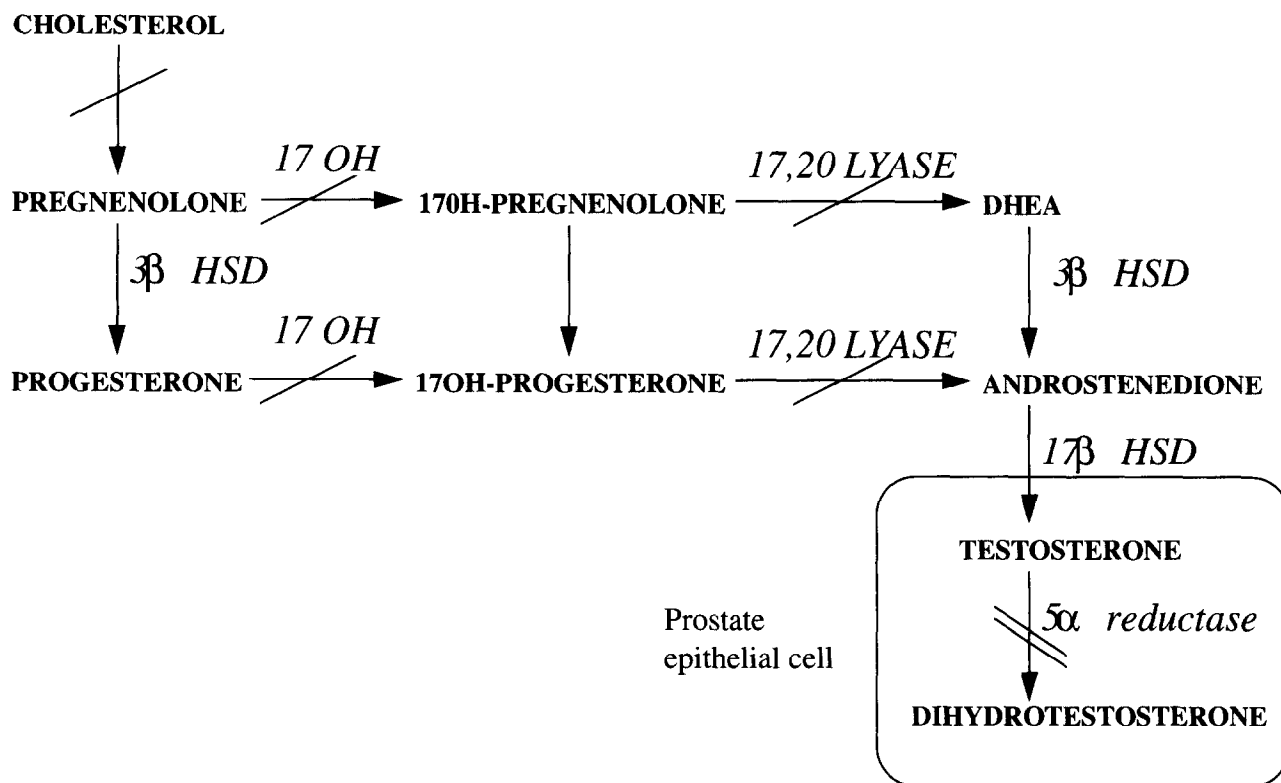 CHOLESTEROL
17 OH
17,20 LYASE
PREGNENOLONE
170H-PREGNENOLONE
DHEA
3β HSD
3β HSD
17 OH
17,20 LYASE
PROGESTERONE
17OH-PROGESTERONE
ANDROSTENEDIONE
17β HSD
TESTOSTERONE
Prostate
epithelial cell
5α reductase
DIHYDROTESTOSTERONE